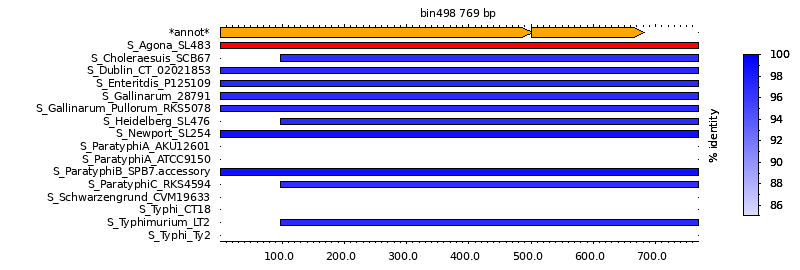 bin498 769 bp
*annot*
S_Agona_SL483
S_Choleraesuis_SCB67
S_Dublin_CT_02021853
S_Enteritdis_P125109
S_Gallinarum_28791
S_Gallinarum_Pullorum_RKS5078
S_Heidelberg_SL476
S_Newport_SL254
S_ParatyphiA_AKU12601
S_ParatyphiA_ATCC9150
S_ParatyphiB_SPB7.accessory
S_ParatyphiC_RKS4594
S_Schwarzengrund_CVM19633
S_Typhi_CT18
S_Typhimurium_LT2
S_Typhi_Ty2
100.0 200.0 300.0 400.0 500.0 600.0 700.0
100
98
96
94
92
90
88
86
% identity